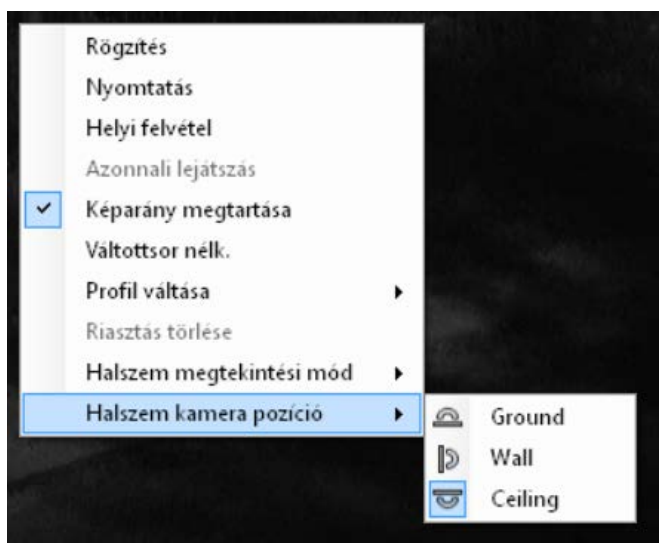 Rögzítés
Nyomtatás
Helyi felvétel
Azonnali lejátszás
Képarány megtartása
Váltottsor nélk.
Profil váltása
Riasztás törlése
Halszem megtekintési mód
Halszem kamera pozíció
Ground
Wall
Ceiling